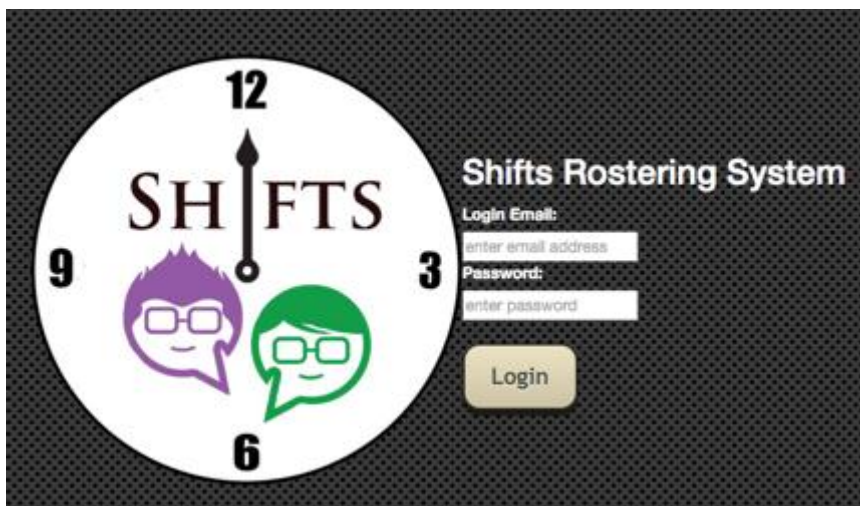 12
SHIFTS
9
3
6
Shifts Rostering System
Login Email:
enter email address
Password:
enter password
Login